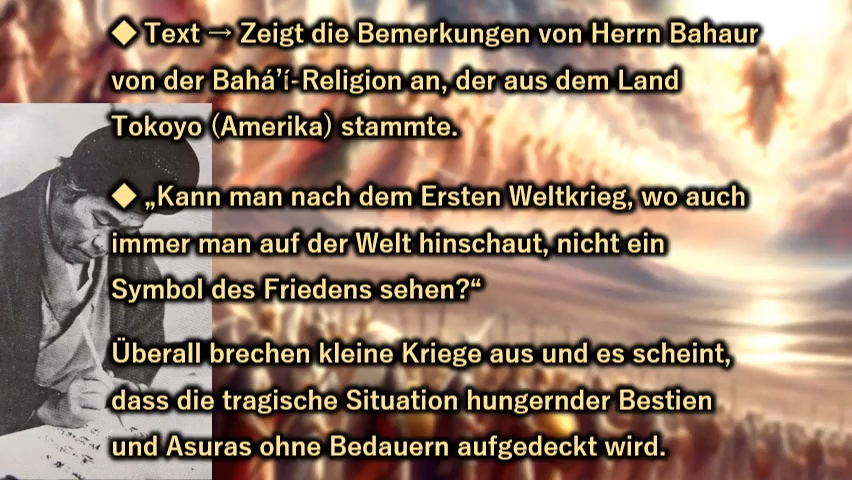 ◆ Text → Zeigt die Bemerkungen von Herrn Bahaur
von der Bahá’í-Religion an, der aus dem Land
Tokoyo (Amerika) stammte.
◆ „Kann man nach dem Ersten Weltkrieg, wo auch
immer man auf der Welt hinschaut, nicht ein
Symbol des Friedens sehen?“
Überall brechen kleine Kriege aus und es scheint,
dass die tragische Situation hungernder Bestien
und Asuras ohne Bedauern aufgedeckt wird.